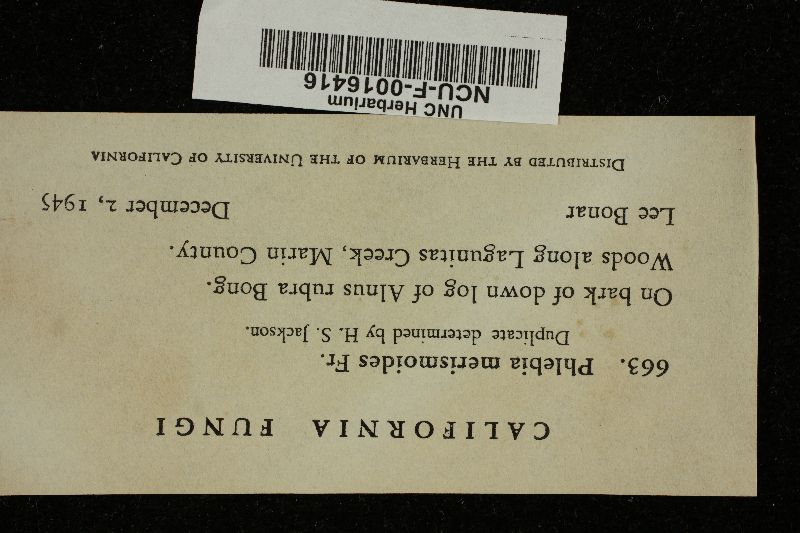 CALIFORNIA FUNGI
663. Phlebia merismoides Fr.
Duplicate determined by H. S. Jackson.
On bark of down log of Alnus rubra Bong.
Woods along Lagunitas Creek, Marin County.
Lee Bonar December 2, 1945
Distributed by the Herbarium of the University of California
UNC Herbarium
NCU-F-0016416